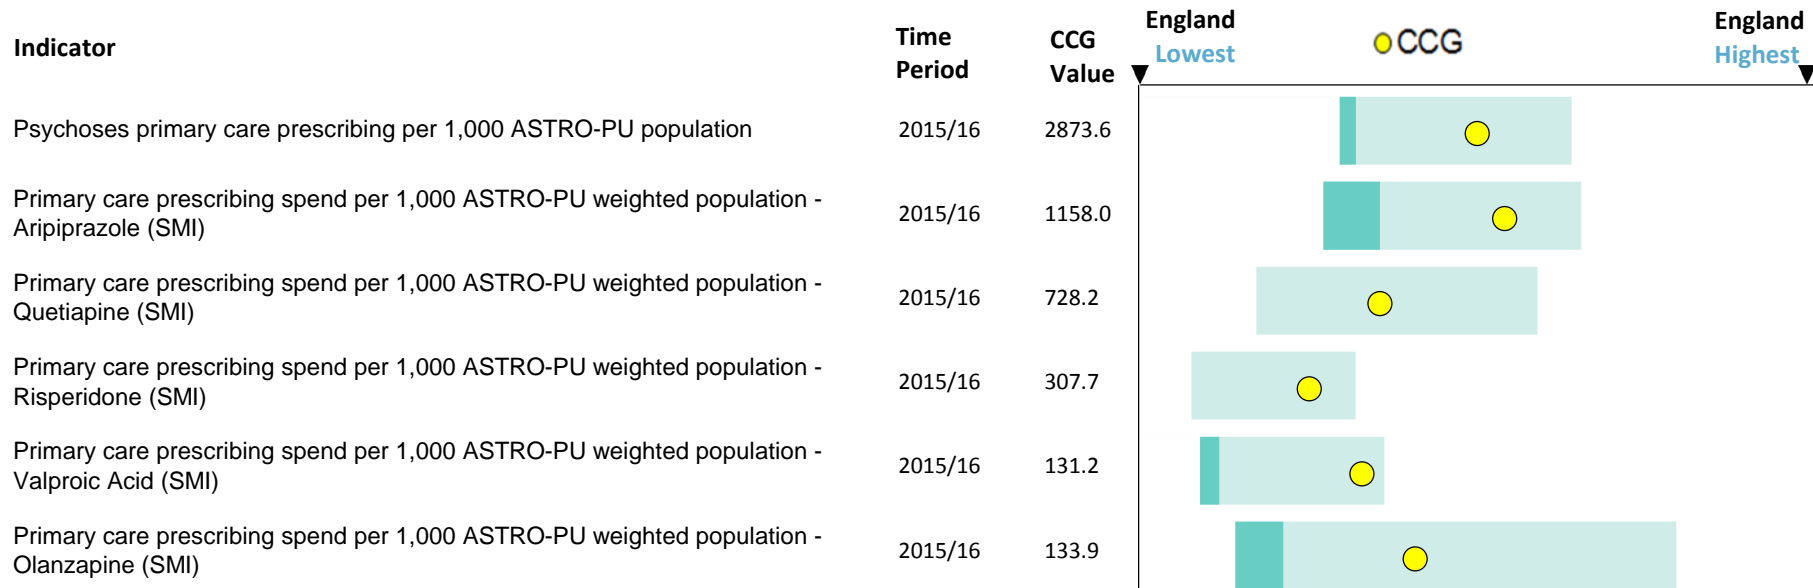 Indicator
Time Period
CCG Value
England Lowest
CCG
England Highest
Psychoses primary care prescribing per 1,000 ASTRO-PU population
2015/16
2873.6
Primary care prescribing spend per 1,000 ASTRO-PU weighted population -
Aripiprazole (SMI)
2015/16
1158.0
Primary care prescribing spend per 1,000 ASTRO-PU weighted population -
Quetiapine (SMI)
2015/16
728.2
Primary care prescribing spend per 1,000 ASTRO-PU weighted population -
Risperidone (SMI)
2015/16
307.7
Primary care prescribing spend per 1,000 ASTRO-PU weighted population -
Valproic Acid (SMI)
2015/16
131.2
Primary care prescribing spend per 1,000 ASTRO-PU weighted population -
Olanzapine (SMI)
2015/16
133.9